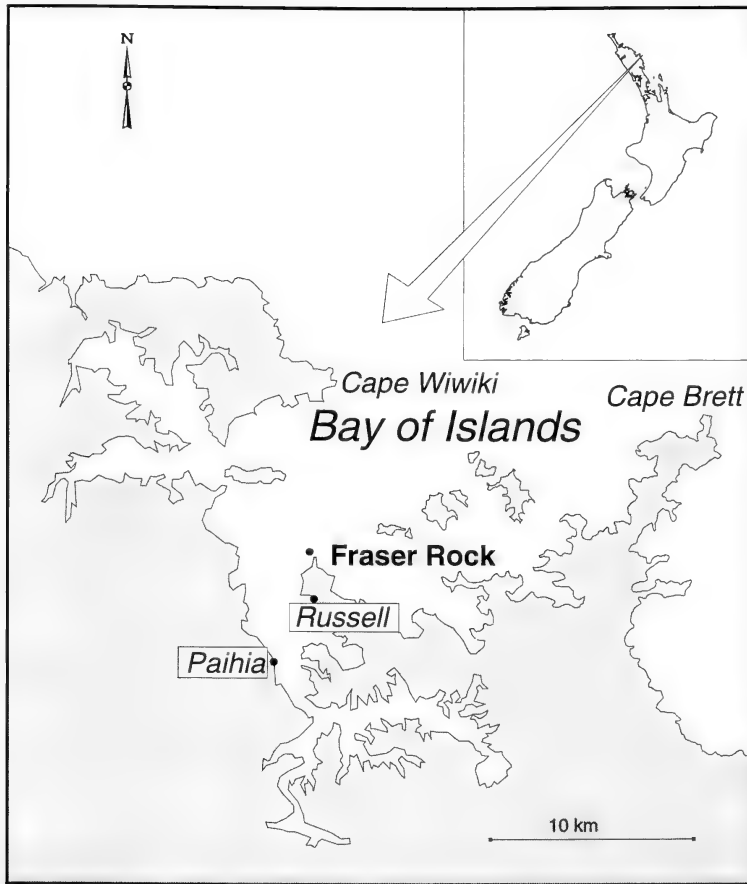 N
Cape Wiwiki
Cape Brett
Bay of Islands
Fraser Rock
Russell
Paihia
10 km